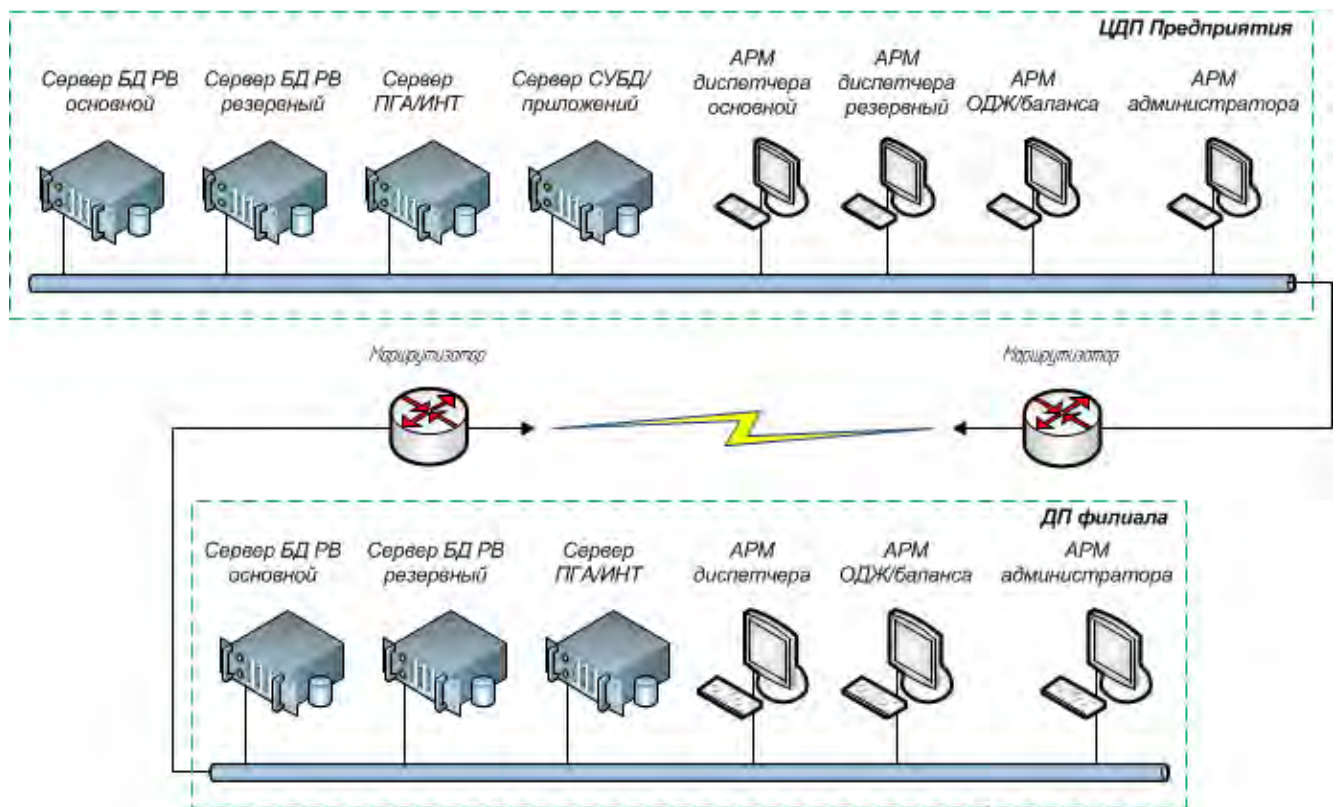 ЦДП Предприятия
Сервер БД РВ
основной
Сервер БД РВ
резервный
Сервер
ПГА/ИНТ
Сервер СУБД/
приложений
АРМ
диспетчера
основной
АРМ
диспетчера
резервный
АРМ
ОДЖ/баланса
АРМ
администратора
Маршрутизатор
Маршрутизатор
ДП филиала
Сервер БД РВ
основной
Сервер БД РВ
резервный
Сервер
ПГА/ИНТ
АРМ
диспетчера
АРМ
ОДЖ/баланса
АРМ
администратора